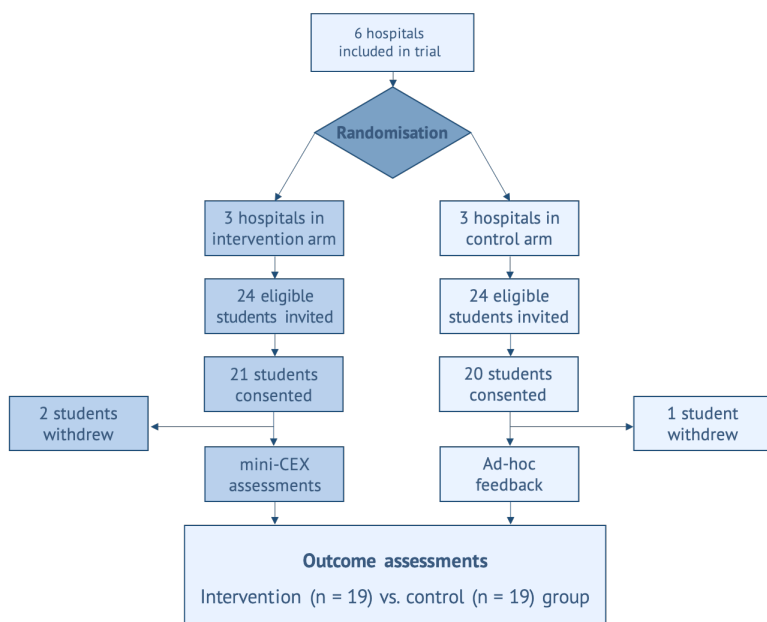 6 hospitals
included in trial
Randomisation
3 hospitals in
intervention arm
3 hospitals in
control arm
24 eligible
students invited
24 eligible
students invited
21 students
consented
20 students
consented
2 students
withdrew
1 student
withdrew
mini-CEX
assessments
Ad-hoc
feedback
Outcome assessments
Intervention (n = 19) vs. control (n = 19) group